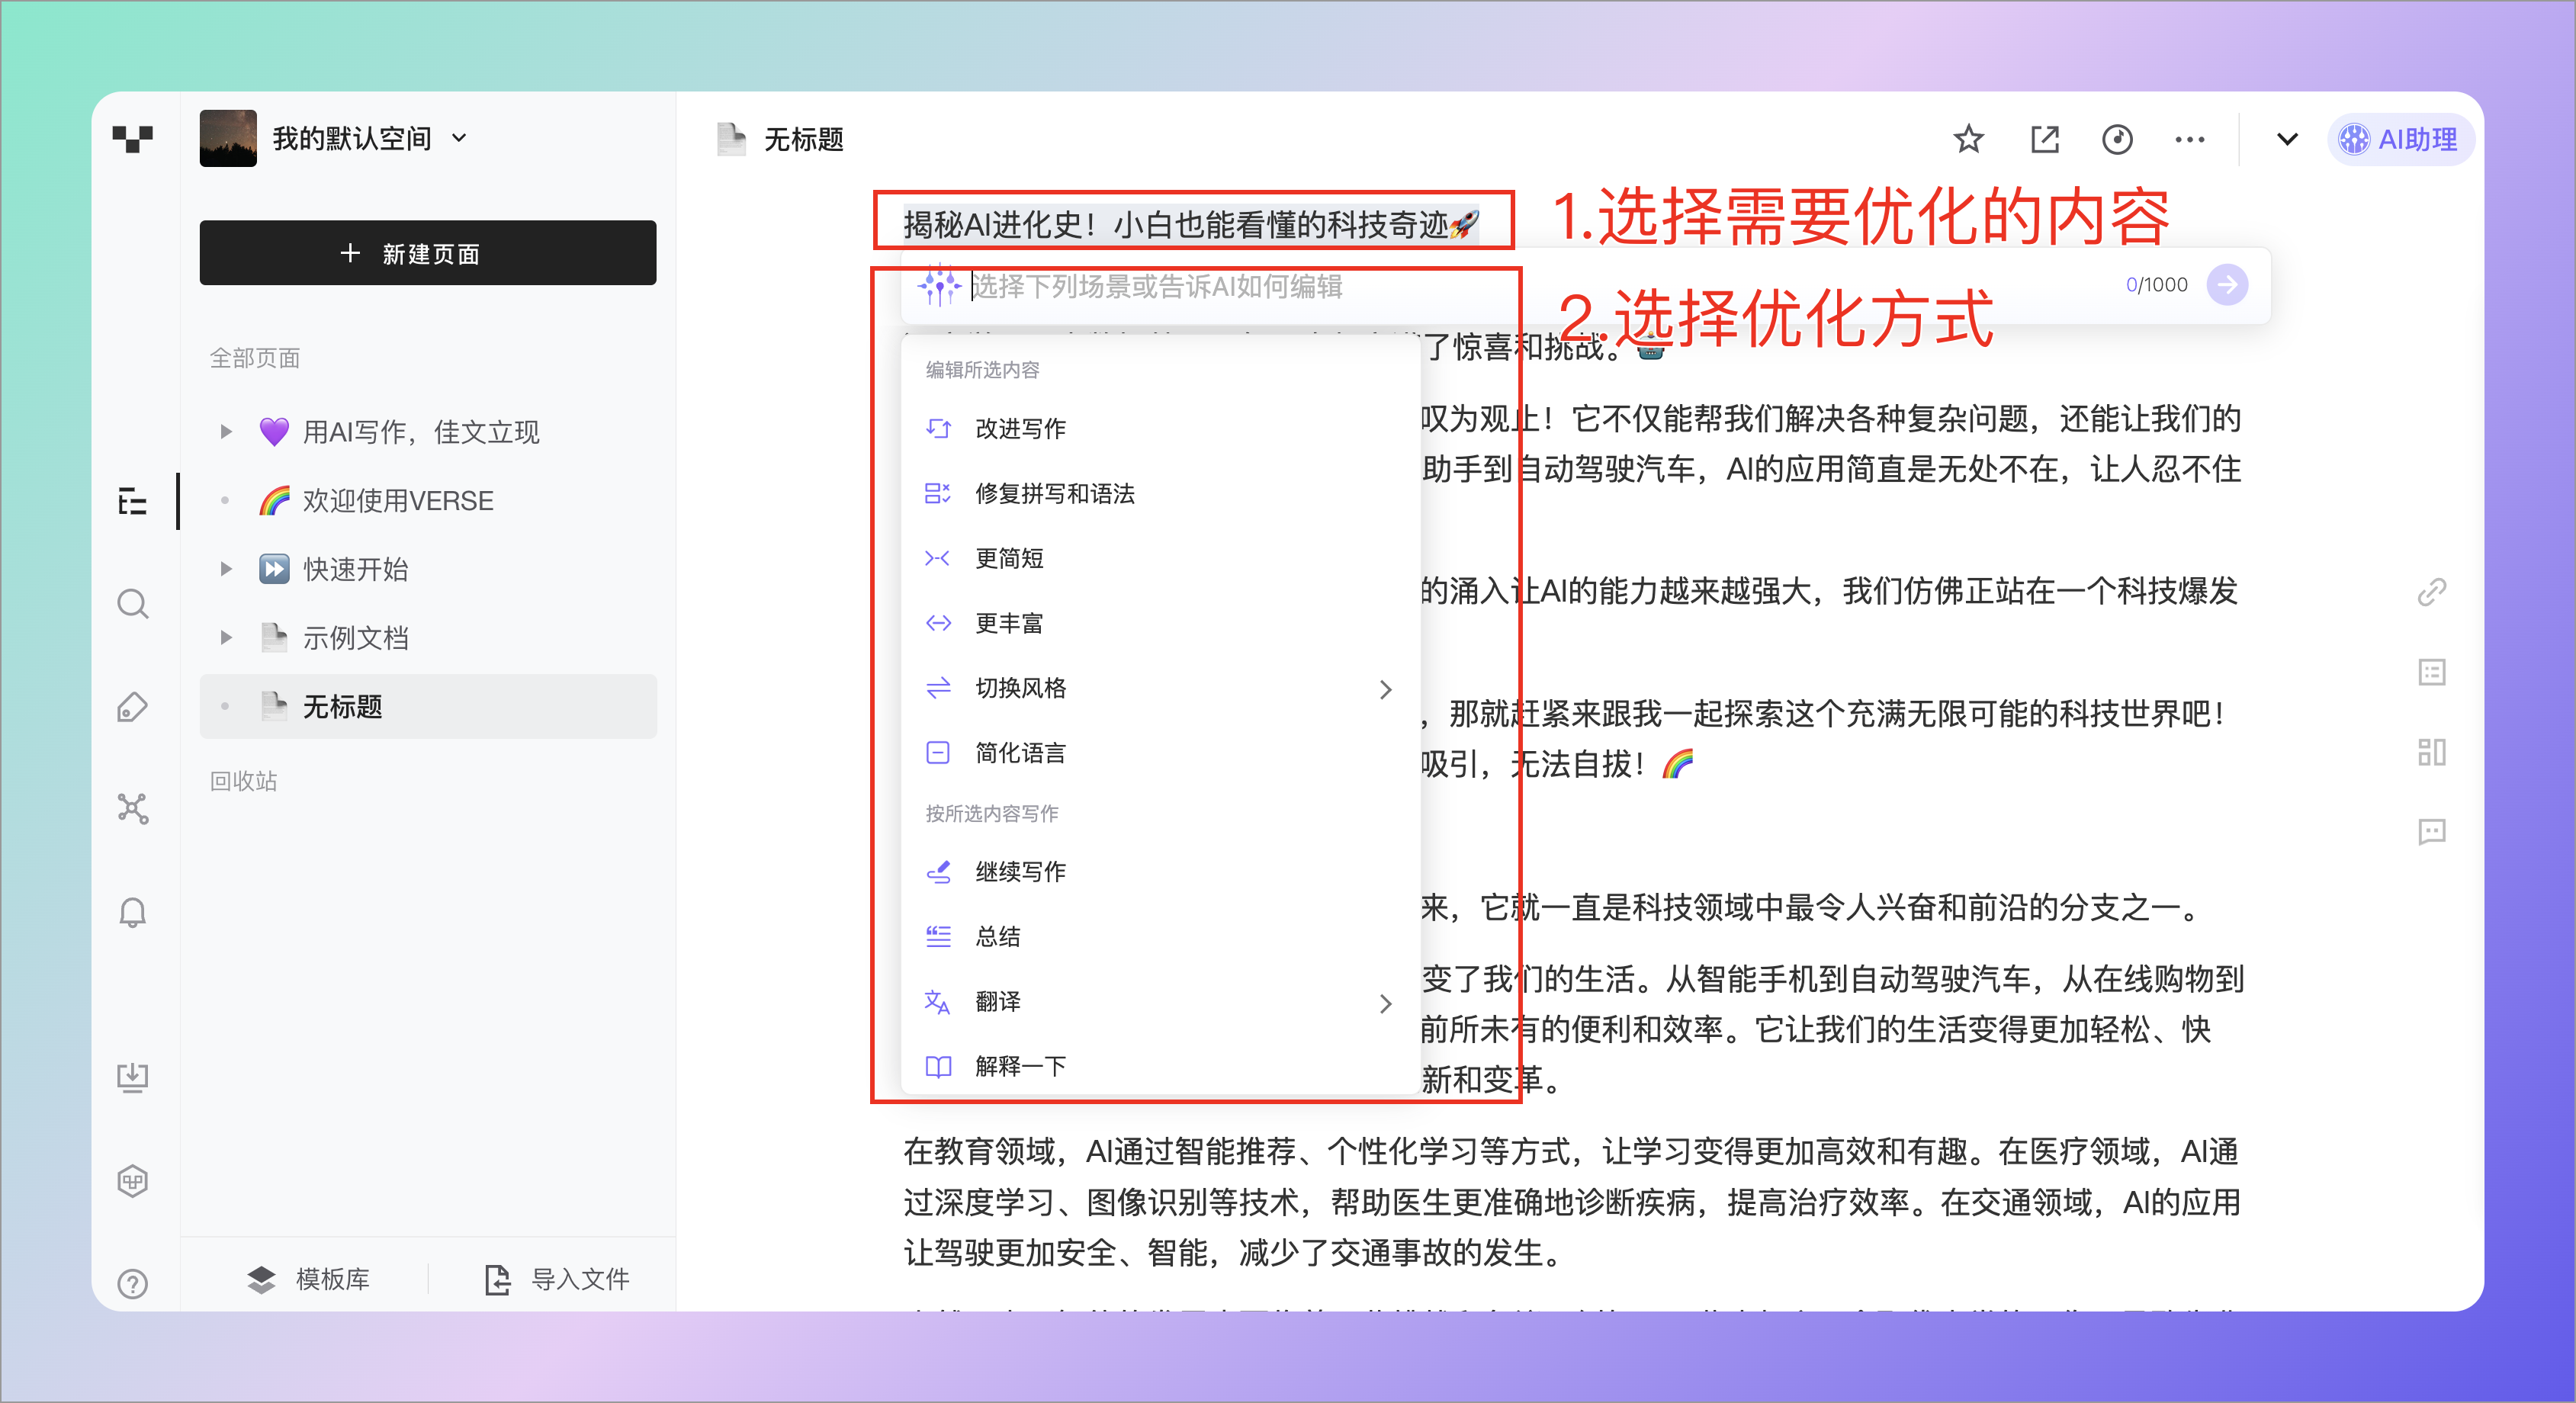 我的默认空间
新建页面
全部页面
用AI写作，佳文立现
欢迎使用VERSE
快速开始
示例文档
无标题
回收站
模板库
导入文件
无标题
AI助理
揭秘AI进化史！小白也能看懂的科技奇迹🚀
1.选择需要优化的内容
选择下列场景或告诉AI如何编辑
0/1000
2.选择优化方式
编辑所选内容
改进写作
修复拼写和语法
更简短
更丰富
切换风格
简化语言
按所选内容写作
继续写作
总结
翻译
解释一下
了惊喜和挑战。🤖
叹为观止！它不仅能帮我们解决各种复杂问题，还能让我们的
助手到自动驾驶汽车，AI的应用简直是无处不在，让人忍不住
的涌入让AI的能力越来越强大，我们仿佛正站在一个科技爆发
，那就赶紧来跟我一起探索这个充满无限可能的科技世界吧！
吸引，无法自拔！🌈
来，它就一直是科技领域中最令人兴奋和前沿的分支之一。
变了我们的生活。从智能手机到自动驾驶汽车，从在线购物到
前所未有的便利和效率。它让我们的生活变得更加轻松、快
新和变革。
在教育领域，AI通过智能推荐、个性化学习等方式，让学习变得更加高效和有趣。在医疗领域，AI通
过深度学习、图像识别等技术，帮助医生更准确地诊断疾病，提高治疗效率。在交通领域，AI的应用
让驾驶更加安全、智能，减少了交通事故的发生。